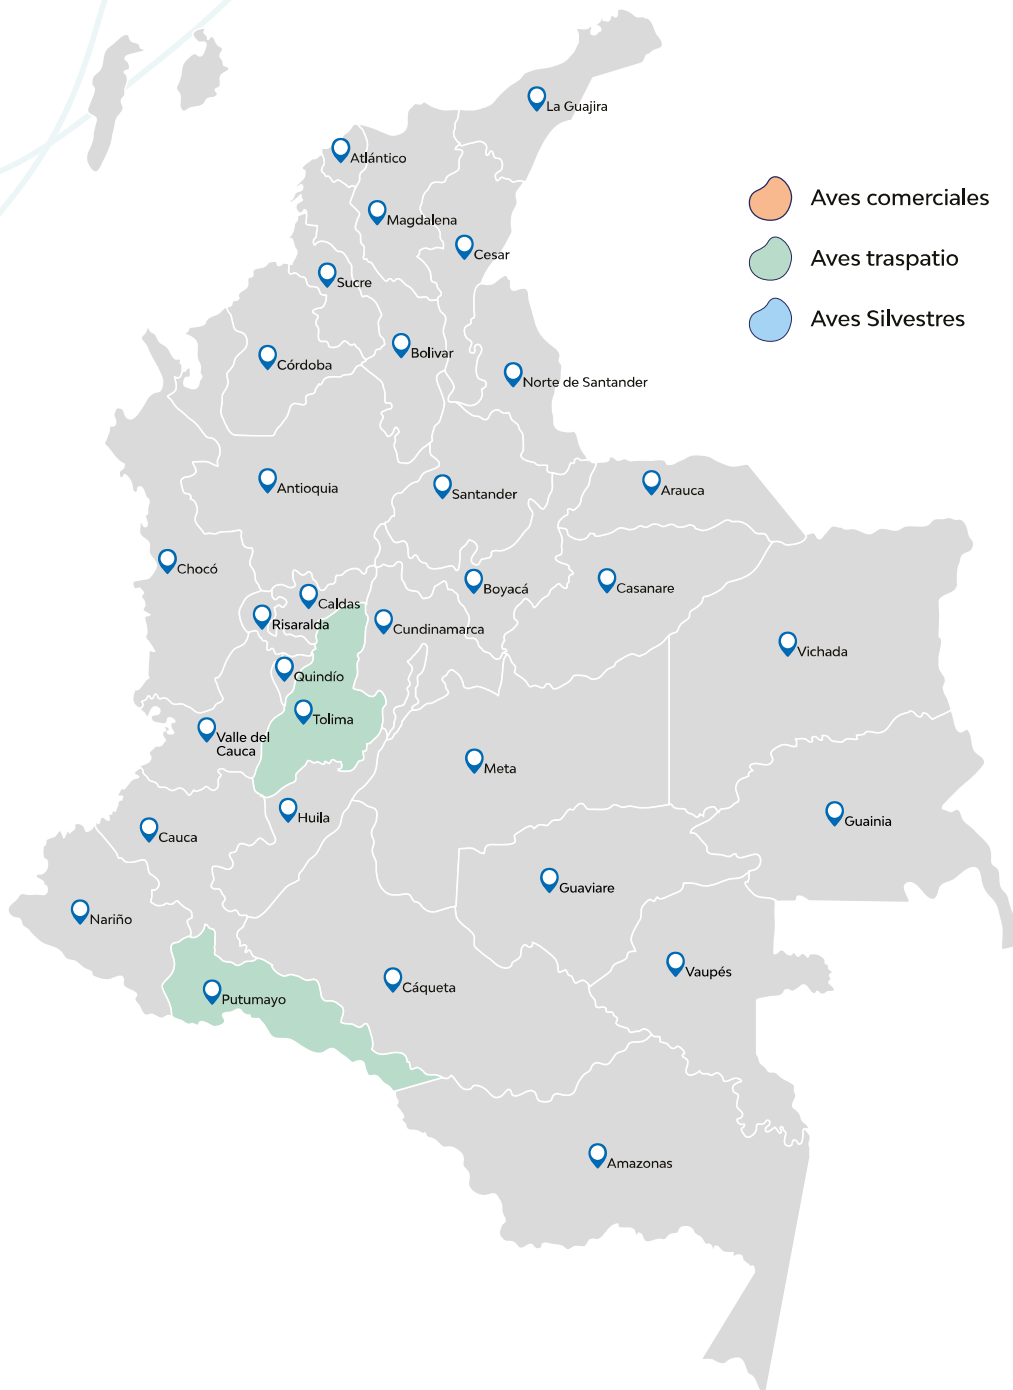 La Guajira
Atlántico
Aves comerciales
Magdalena
Cesar
Aves traspatio
Sucre
Aves Silvestres
Bolivar
Córdoba
Norte de Santander
Antioquia
Santander
Arauca
Chocó
Boyacá
Casanare
Caldas
Risaralda
Cundinamarca
Vichada
Quindío
Tolima
Valle del
Cauca
Meta
Huila
Guainia
Cauca
Guaviare
Nariño
Vaupés
Cáqueta
Putumayo
Amazonas